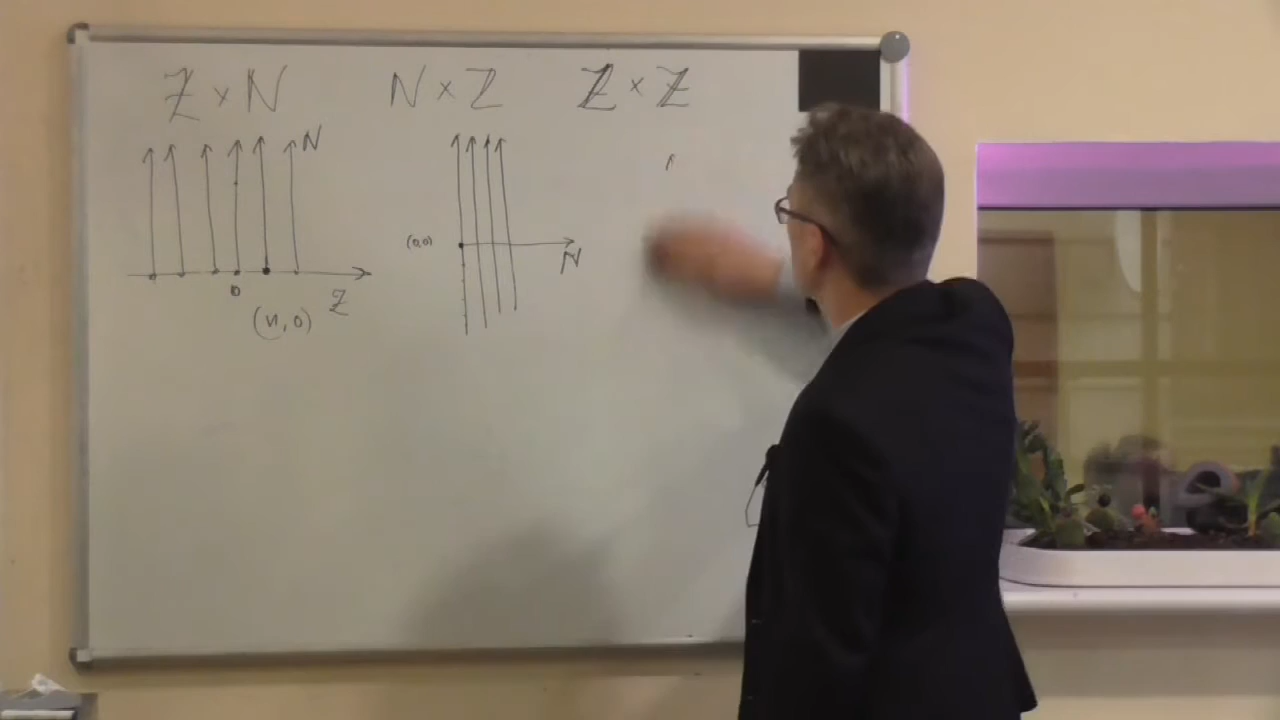 ℤ × N N × ℤ ℤ × ℤ
N
(0,0)
N
0
ℤ
(n, 0)